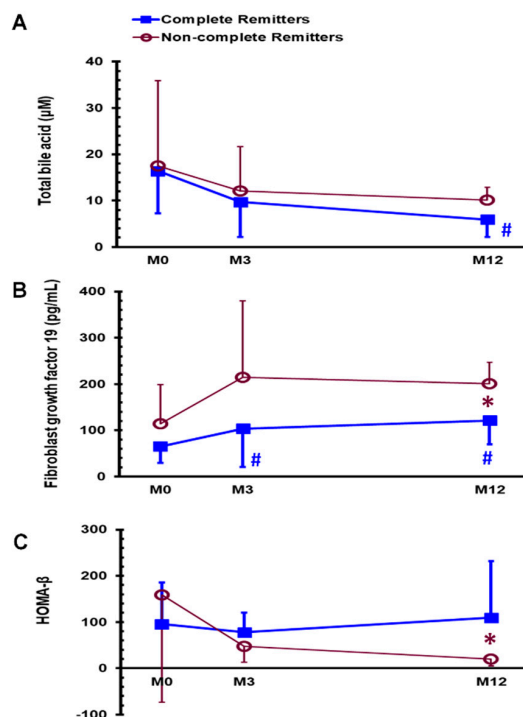 Complete Remitters
Non-complete Remitters
A
Total bile acid (µM)
40
20
10
0
M0
M3
M12
#
B
Fibroblast growth factor 19 (pg/mL)
400
300
200
100
0
M0
M3
M12
#
*
#
C
HOMA-β
300
200
100
0
-100
M0
M3
M12
*